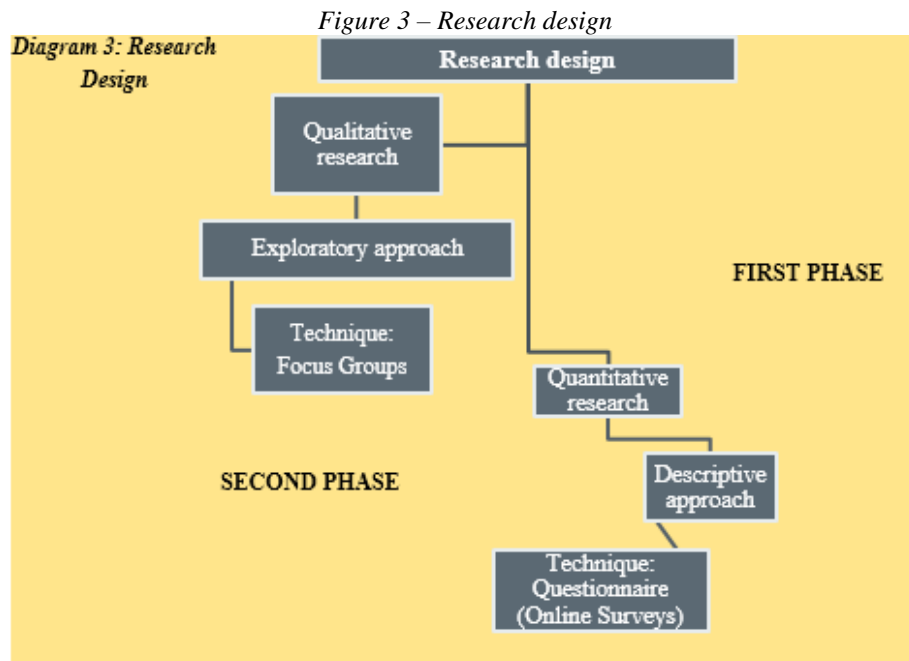 Figure 3 – Research design
Diagram 3: Research
Design
Research design
Qualitative
research
Exploratory approach
FIRST PHASE
Technique:
Focus Groups
Quantitative
research
SECOND PHASE
Descriptive
approach
Technique:
Questionnaire
(Online Surveys)